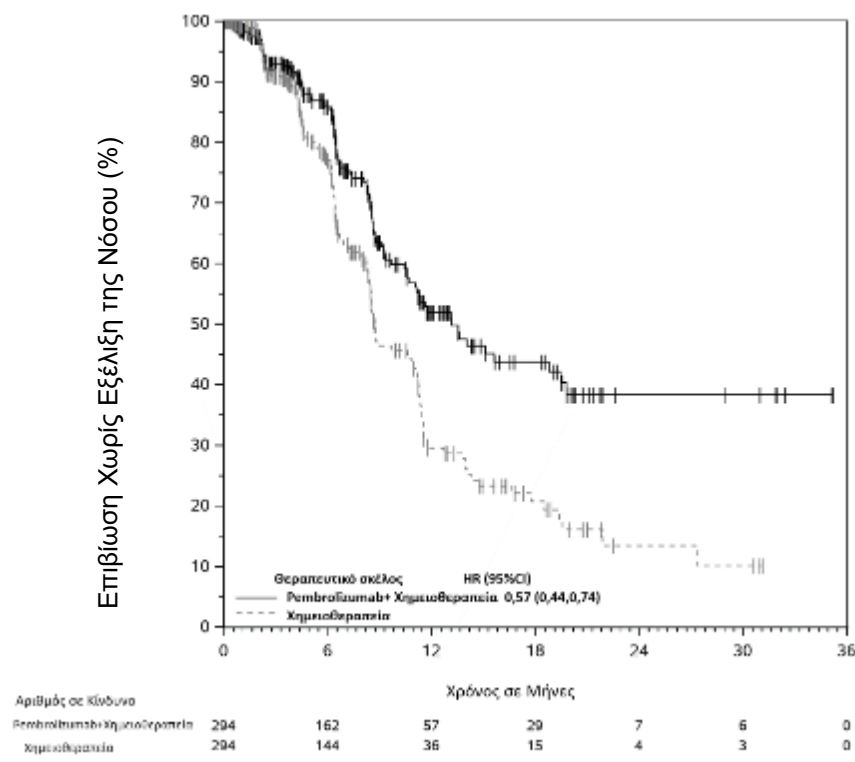 100
90
80
70
60
50
40
30
20
10
0
Επιβίωση Χωρίς Εξέλιξη της Νόσου (%)
Θεραπευτικό σκέλος HR (95%CI)
Pembrolizumab+ Χημειοθεραπεία 0,57 (0,44,0,74)
Χημειοθεραπεία
0 6 12 18 24 30 36
Χρόνος σε Μήνες
Αριθμός σε Κίνδυνο
Pembrolizumab+Χημειοθεραπεία 294 162 57 29 7 6 0
Χημειοθεραπεία 294 144 36 15 4 3 0